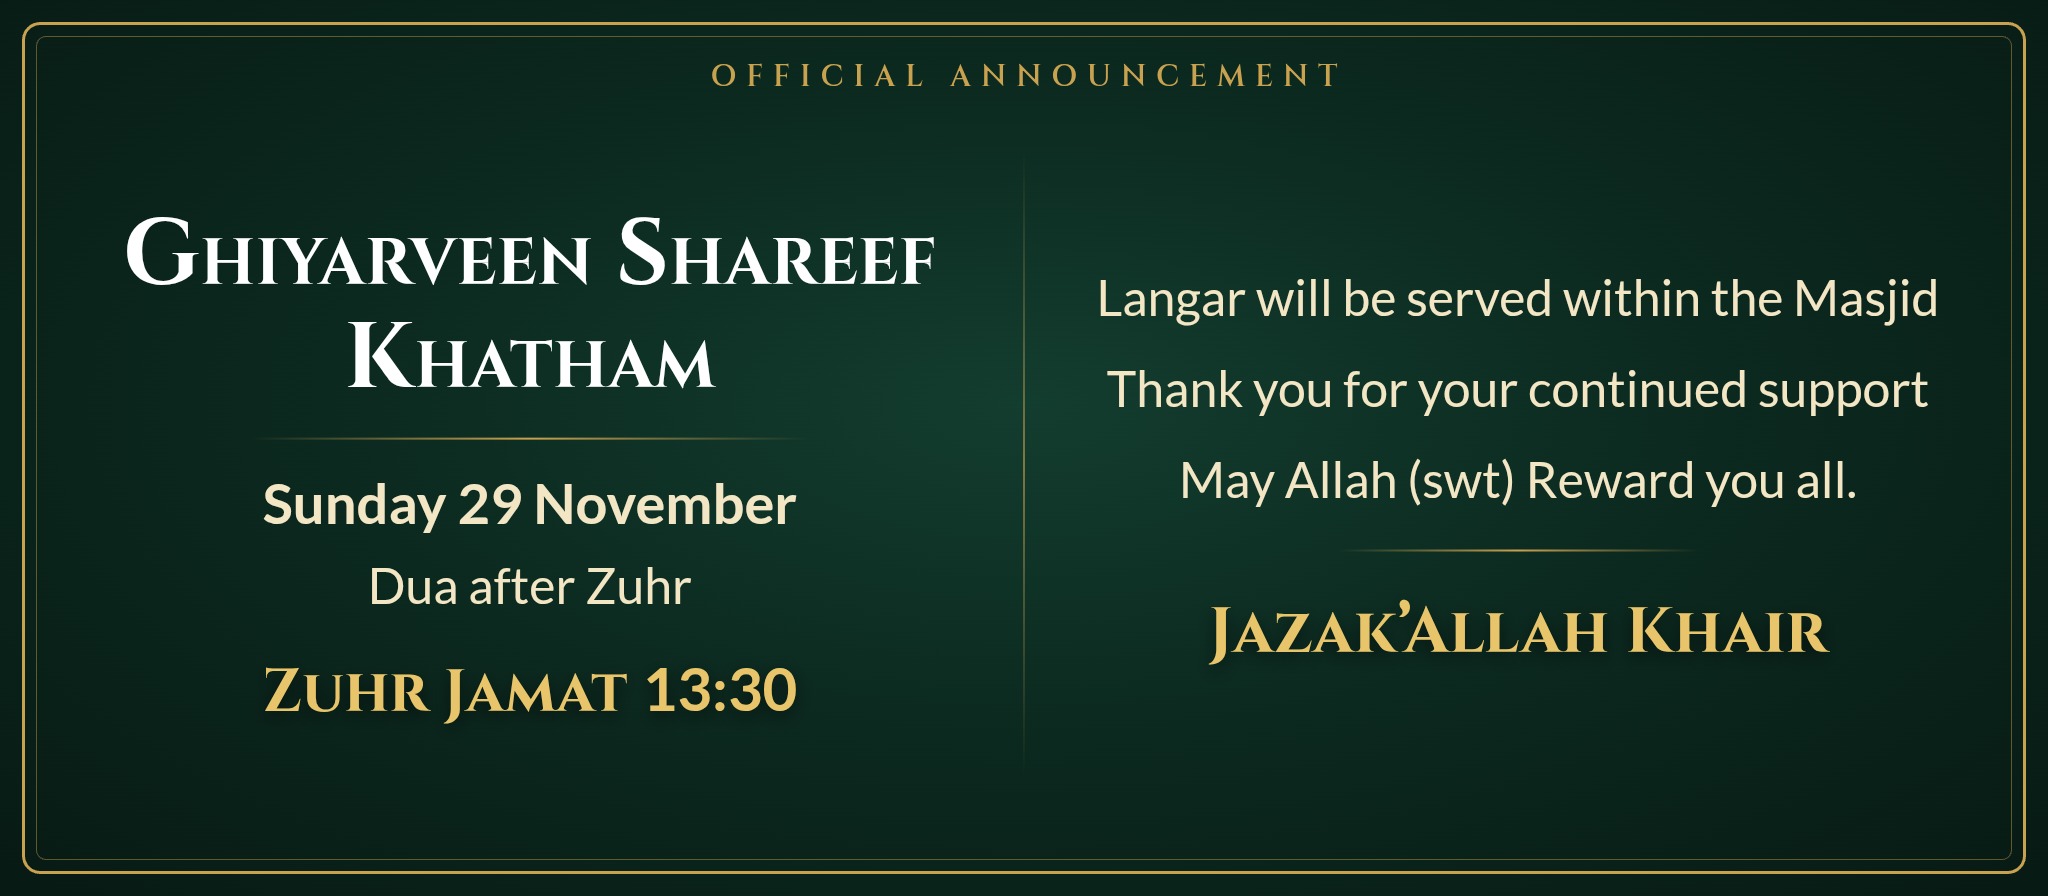 OFFICIAL ANNOUNCEMENT
Ghiyarveen Shareef
Khatham
Sunday 29 November
Dua after Zuhr
Zuhr Jamat 13:30
Langar will be served within the Masjid
Thank you for your continued support
May Allah (swt) Reward you all.
Jazak’Allah Khair